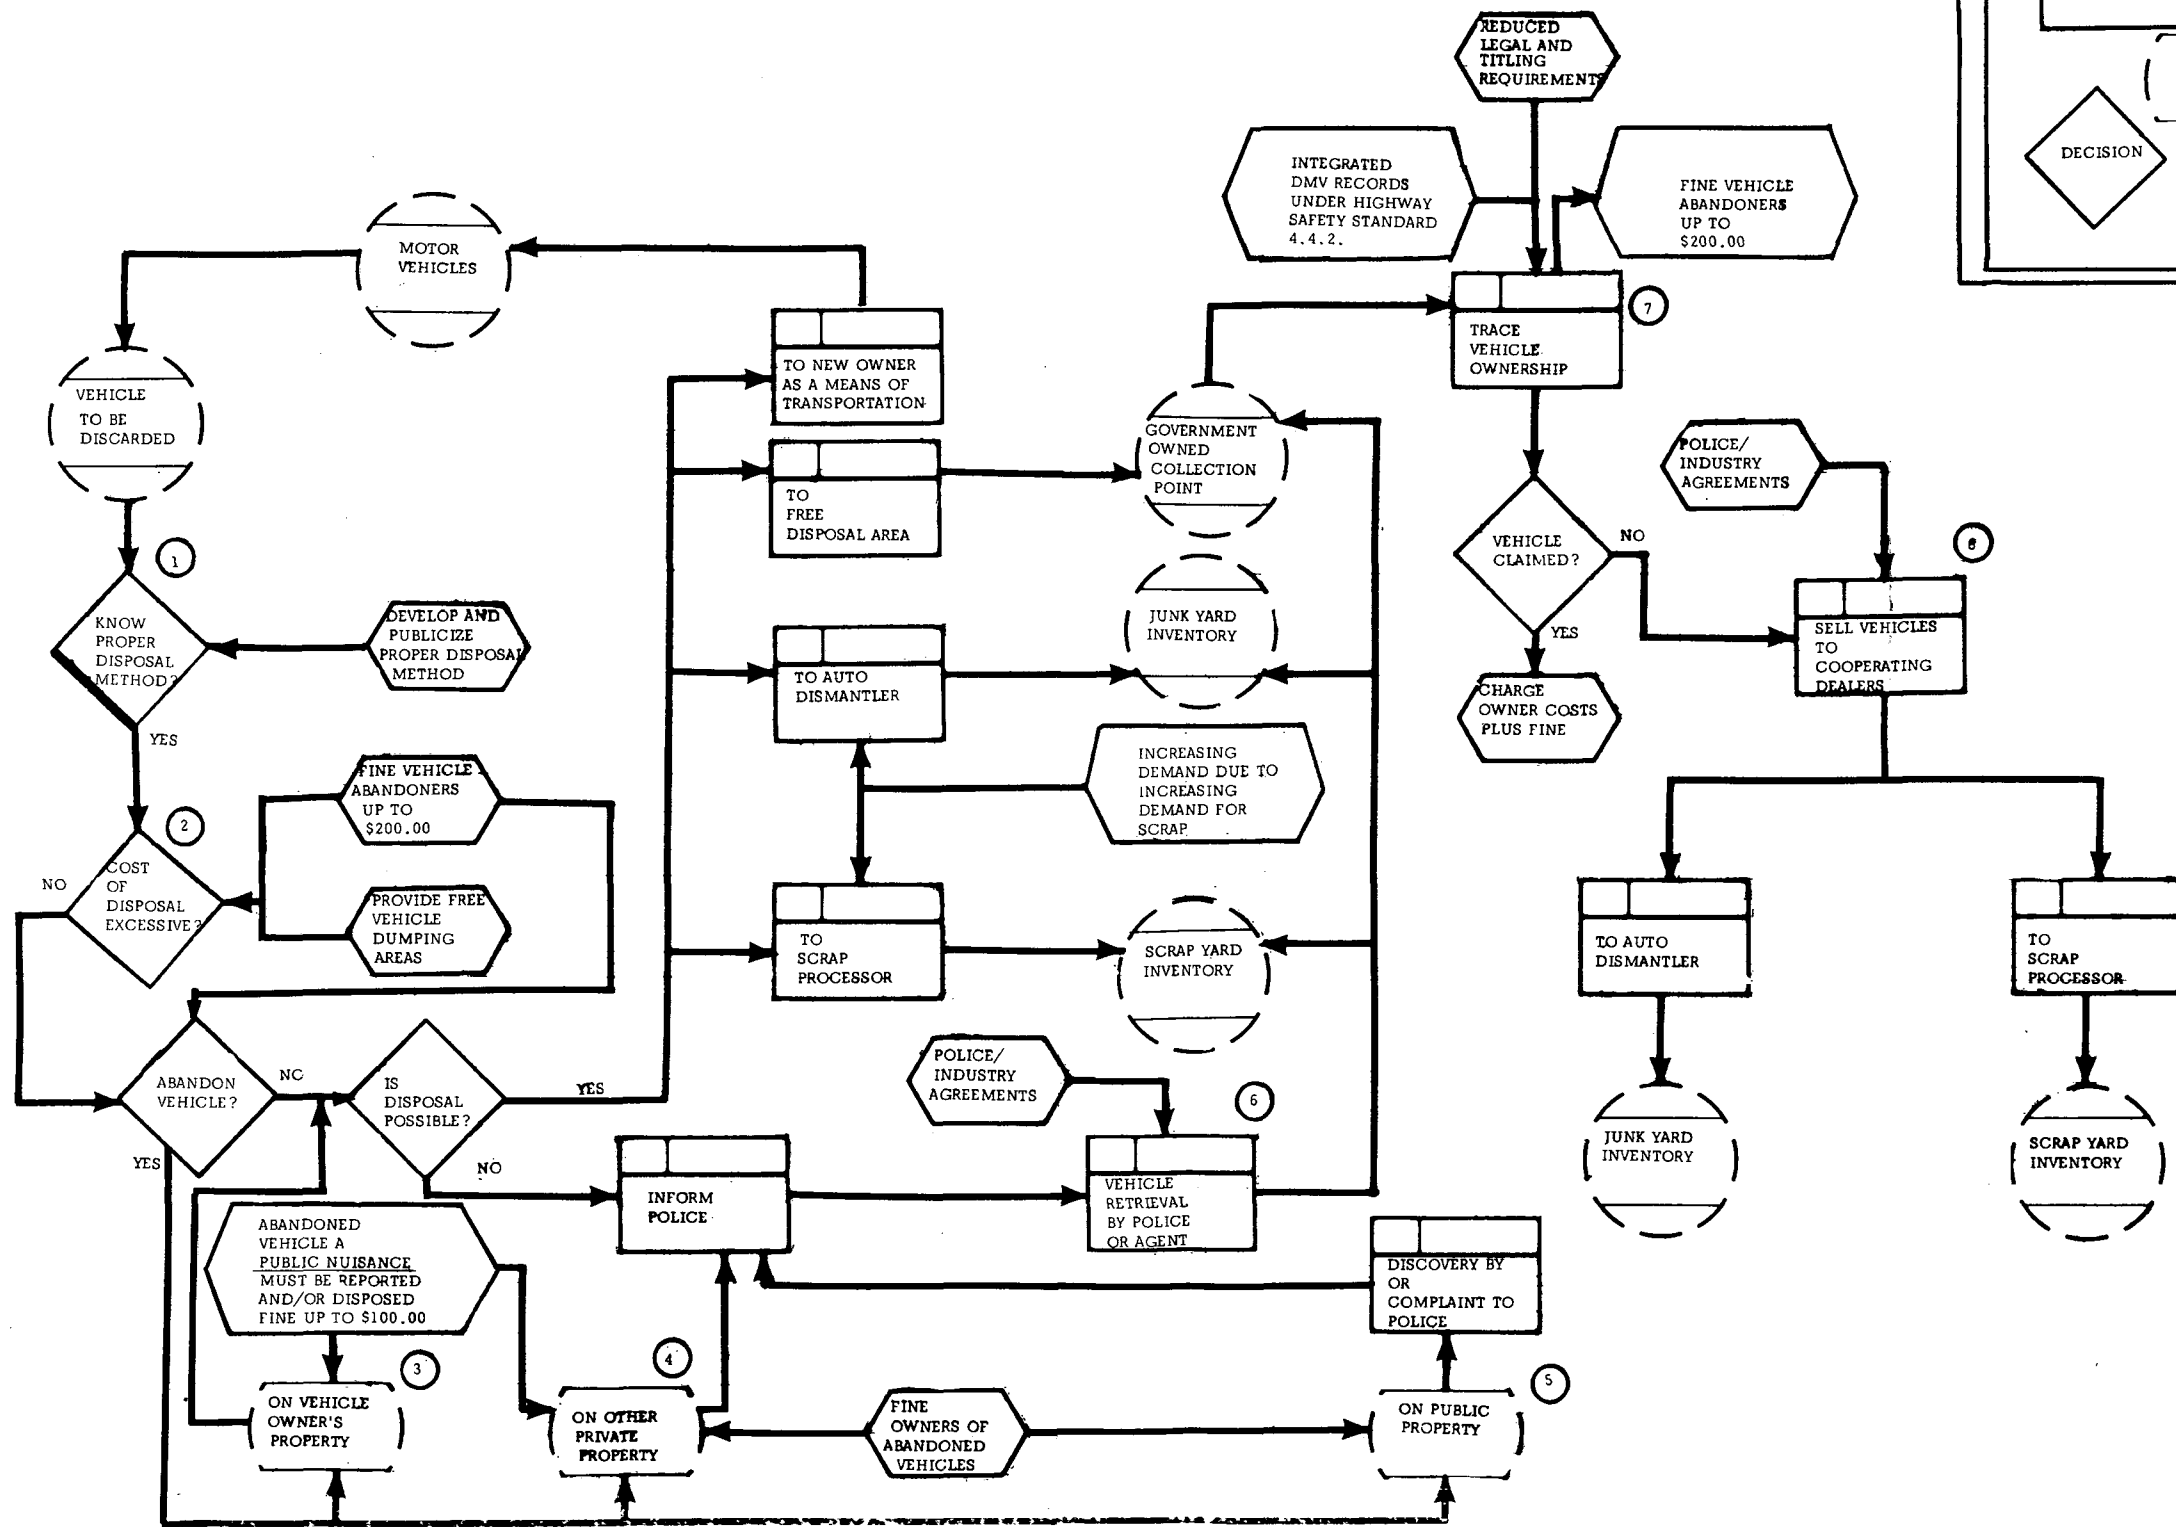 REDUCED
LEGAL AND
TITLING
REQUIREMENTS
INTEGRATED
DMV RECORDS
UNDER HIGHWAY
SAFETY STANDARD
4.4.2.
FINE VEHICLE
ABANDONERS
UP TO
$200.00
DECISION
MOTOR
VEHICLES
VEHICLE
TO BE
DISCARDED
1
KNOW
PROPER
DISPOSAL
METHOD?
YES
DEVELOP AND
PUBLICIZE
PROPER DISPOSAL
METHOD
FINE VEHICLE
ABANDONERS
UP TO
$200.00
2
COST
OF
DISPOSAL
EXCESSIVE?
NO
PROVIDE FREE
VEHICLE
DUMPING
AREAS
ABANDON
VEHICLE?
NO
YES
IS
DISPOSAL
POSSIBLE?
YES
NO
TO NEW OWNER
AS A MEANS OF
TRANSPORTATION
TO
FREE
DISPOSAL AREA
TO AUTO
DISMANTLER
TO
SCRAP
PROCESSOR
GOVERNMENT
OWNED
COLLECTION
POINT
JUNK YARD
INVENTORY
INCREASING
DEMAND DUE TO
INCREASING
DEMAND FOR
SCRAP
SCRAP YARD
INVENTORY
7
TRACE
VEHICLE
OWNERSHIP
VEHICLE
CLAIMED?
NO
YES
CHARGE
OWNER COSTS
PLUS FINE
POLICE/
INDUSTRY
AGREEMENTS
8
SELL VEHICLES
TO
COOPERATING
DEALERS
TO AUTO
DISMANTLER
TO
SCRAP
PROCESSOR
JUNK YARD
INVENTORY
SCRAP YARD
INVENTORY
POLICE/
INDUSTRY
AGREEMENTS
6
INFORM
POLICE
VEHICLE
RETRIEVAL
BY POLICE
OR AGENT
DISCOVERY BY
OR
COMPLAINT TO
POLICE
ABANDONED
VEHICLE A
PUBLIC NUISANCE
MUST BE REPORTED
AND/OR DISPOSED
FINE UP TO $100.00
3
ON VEHICLE
OWNER'S
PROPERTY
4
ON OTHER
PRIVATE
PROPERTY
FINE
OWNERS OF
ABANDONED
VEHICLES
5
ON PUBLIC
PROPERTY